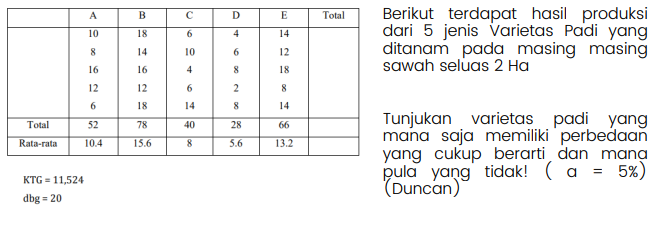 A B C D E Total
10 18 6 4 14
8 14 10 6 12
16 16 4 8 18
12 12 6 2 8
6 18 14 8 14
Total 52 78 40 28 66
Rata-rata 10.4 15.6 8 5.6 13.2
KTG = 11,524
dbg = 20
Berikut terdapat hasil produksi
dari 5 jenis Varietas Padi yang
ditanam pada masing masing
sawah seluas 2 Ha
Tunjukan varietas padi yang
mana saja memiliki perbedaan
yang cukup berarti dan mana
pula yang tidak! ( a = 5%)
(Duncan)